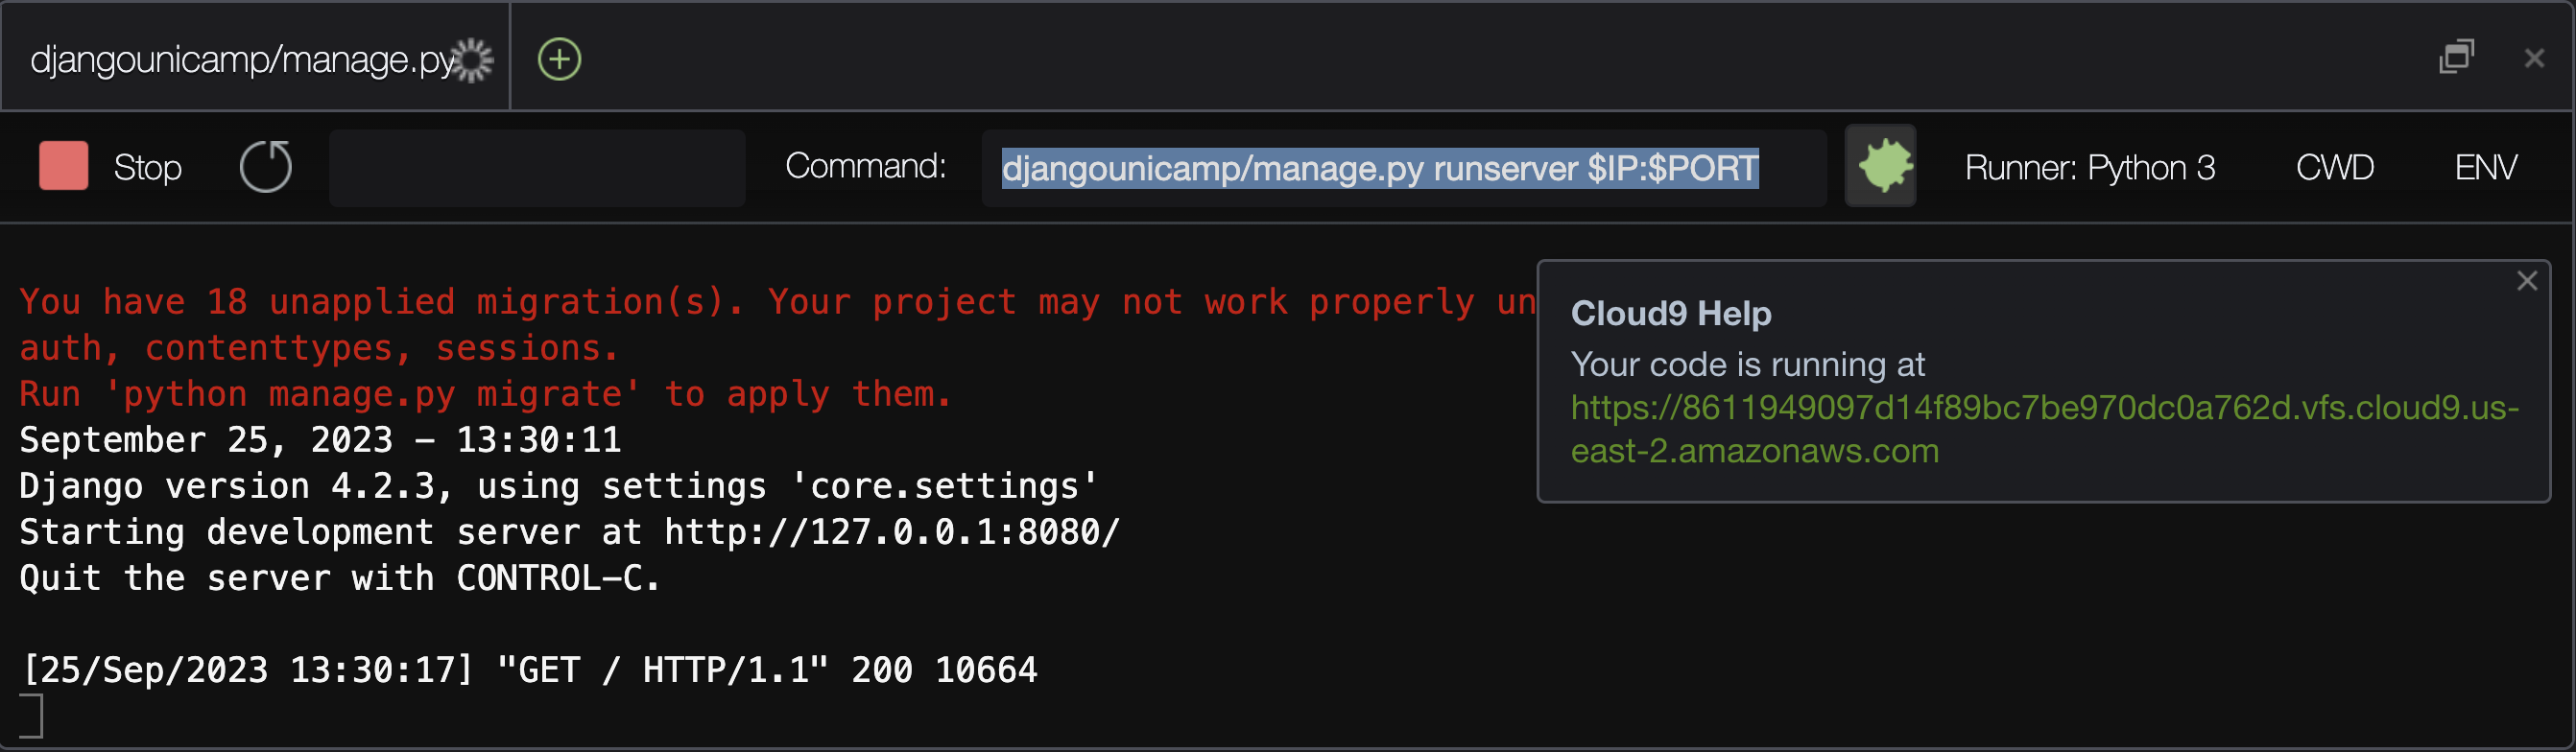 djangounicamp/manage.py
Stop
Command:
djangounicamp/manage.py runserver $IP:$PORT
Runner: Python 3
CWD
ENV
You have 18 unapplied migration(s). Your project may not work properly un
auth, contenttypes, sessions.
Run 'python manage.py migrate' to apply them.
September 25, 2023 - 13:30:11
Django version 4.2.3, using settings 'core.settings'
Starting development server at http://127.0.0.1:8080/
Quit the server with CONTROL-C.
[25/Sep/2023 13:30:17] "GET / HTTP/1.1" 200 10664
Cloud9 Help
Your code is running at
https://8611949097d14f89bc7be970dc0a762d.vfs.cloud9.us-
east-2.amazonaws.com